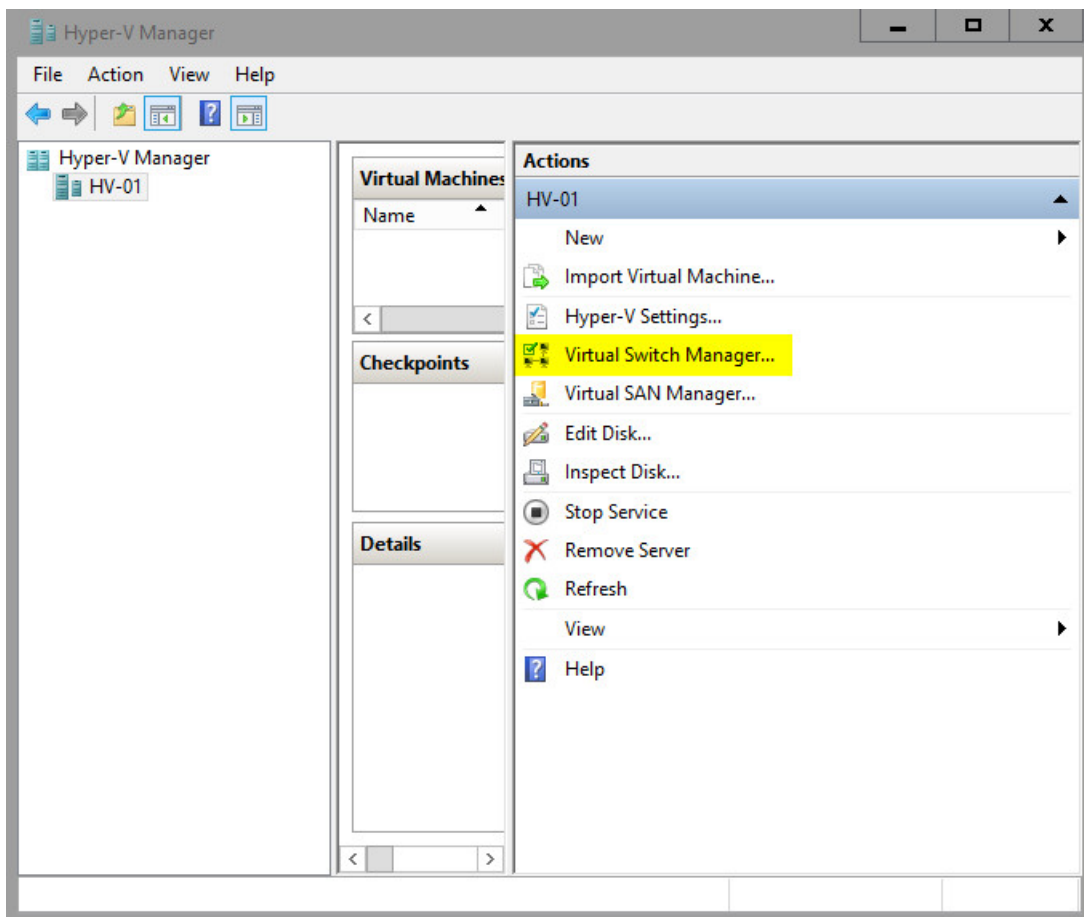 Hyper-V Manager
File Action View Help
Hyper-V Manager
HV-01
Virtual Machines
Name
Checkpoints
Details
Actions
HV-01
New
Import Virtual Machine...
Hyper-V Settings...
Virtual Switch Manager...
Virtual SAN Manager...
Edit Disk...
Inspect Disk...
Stop Service
Remove Server
Refresh
View
Help